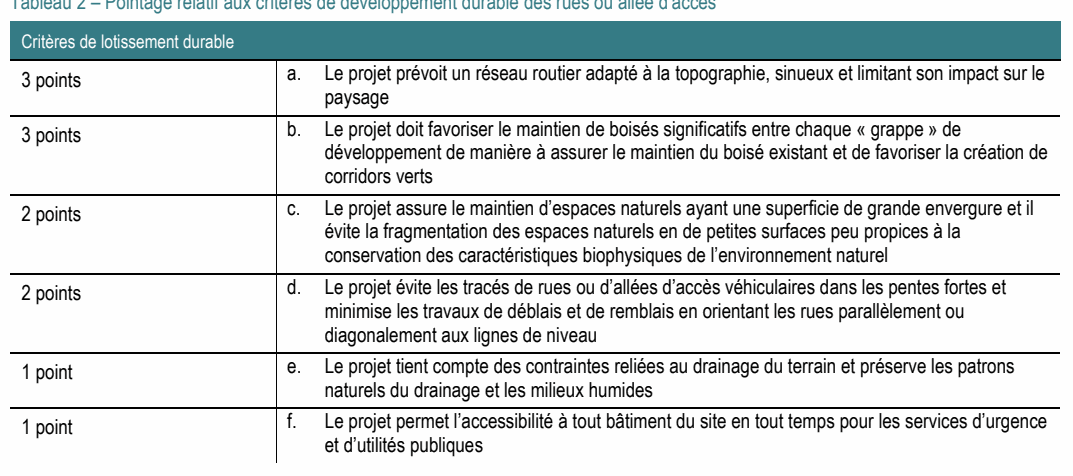 Tableau 2 – Pointage relatif aux critères de développement durable des rues ou allée d'accès
Critères de lotissement durable
3 points
a. Le projet prévoit un réseau routier adapté à la topographie, sinueux et limitant son impact sur le
paysage
3 points
b. Le projet doit favoriser le maintien de boisés significatifs entre chaque « grappe » de
développement de manière à assurer le maintien du boisé existant et de favoriser la création de
corridors verts
2 points
c. Le projet assure le maintien d'espaces naturels ayant une superficie de grande envergure et il
évite la fragmentation des espaces naturels en de petites surfaces peu propices à la
conservation des caractéristiques biophysiques de l'environnement naturel
2 points
d. Le projet évite les tracés de rues ou d'allées d'accès véhiculaires dans les pentes fortes et
minimise les travaux de déblais et de remblais en orientant les rues parallèlement ou
diagonalement aux lignes de niveau
1 point
e. Le projet tient compte des contraintes reliées au drainage du terrain et préserve les patrons
naturels du drainage et les milieux humides
1 point
f. Le projet permet l'accessibilité à tout bâtiment du site en tout temps pour les services d'urgence
et d'utilités publiques